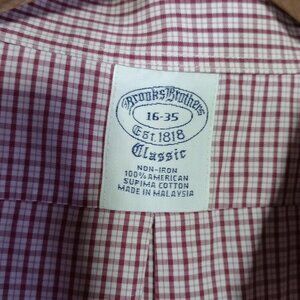 Brooks Brothers
16-35
Est. 1818
Classic
NON-IRON
100% AMERICAN
SUPIMA COTTON
MADE IN MALAYSIA